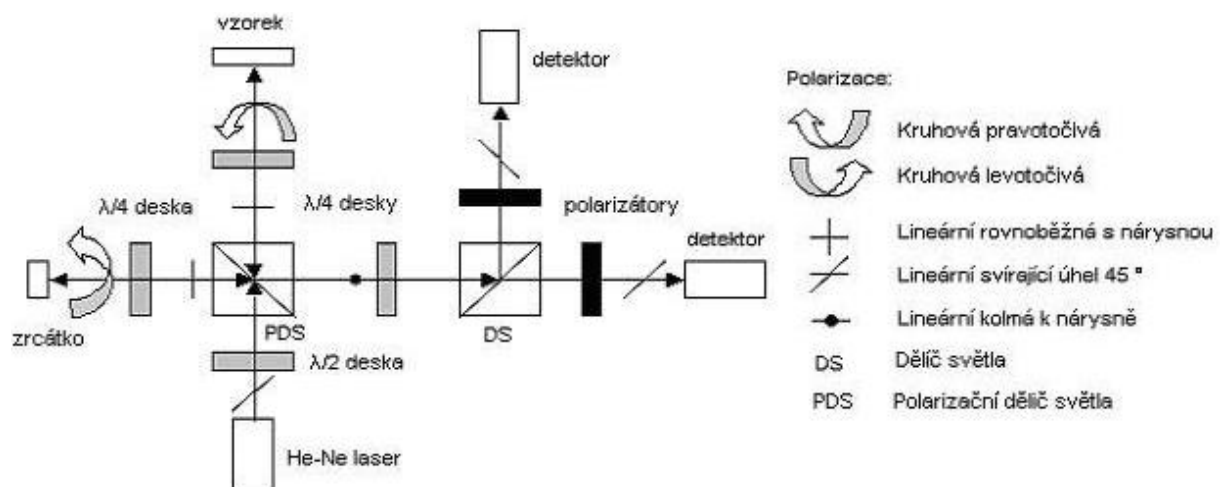 vzorek
detektor
λ/4 deska
λ/4 desky
polarizátory
detektor
zrcátko
PDS
DS
λ/2 deska
He-Ne laser
Polarizace:
Kruhová pravotočivá
Kruhová levotočivá
Lineární rovnoběžná s nárysnou
Lineární svírající úhel 45 °
Lineární kolmá k nárysně
DS Dělíč světla
PDS Polarizační dělič světla